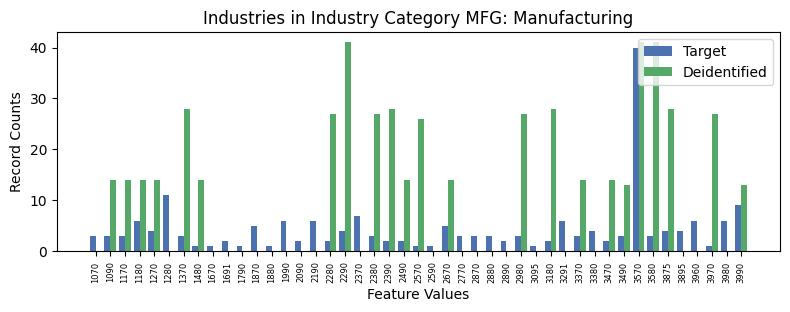 Industries in Industry Category MFG: Manufacturing
Target
Deidentified
Record Counts
40
30
20
10
0
1070 1090 1170 1180 1270 1280 1370 1480 1670 1691 1790 1870 1880 1990 2090 2190 2280 2290 2370 2380 2390 2490 2570 2590 2670 2770 2870 2880 2890 2980 3095 3180 3291 3370 3380 3470 3490 3570 3580 3875 3895 3960 3970 3980 3990
Feature Values